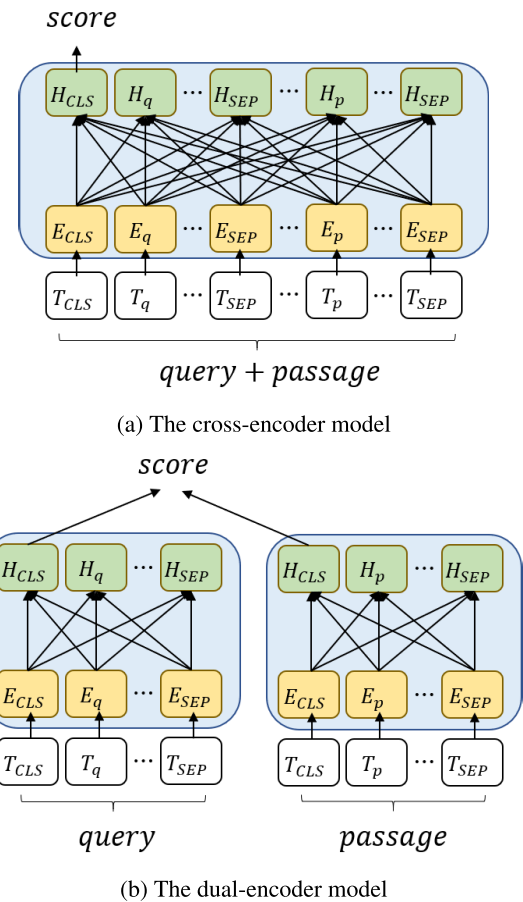 score
H_CLS H_q ... H_SEP ... H_p ... H_SEP
E_CLS E_q ... E_SEP ... E_p ... E_SEP
T_CLS T_q ... T_SEP ... T_p ... T_SEP
query + passage
(a) The cross-encoder model
score
H_CLS H_q ... H_SEP H_CLS H_p ... H_SEP
E_CLS E_q ... E_SEP E_CLS E_p ... E_SEP
T_CLS T_q ... T_SEP T_CLS T_p ... T_SEP
query passage
(b) The dual-encoder model